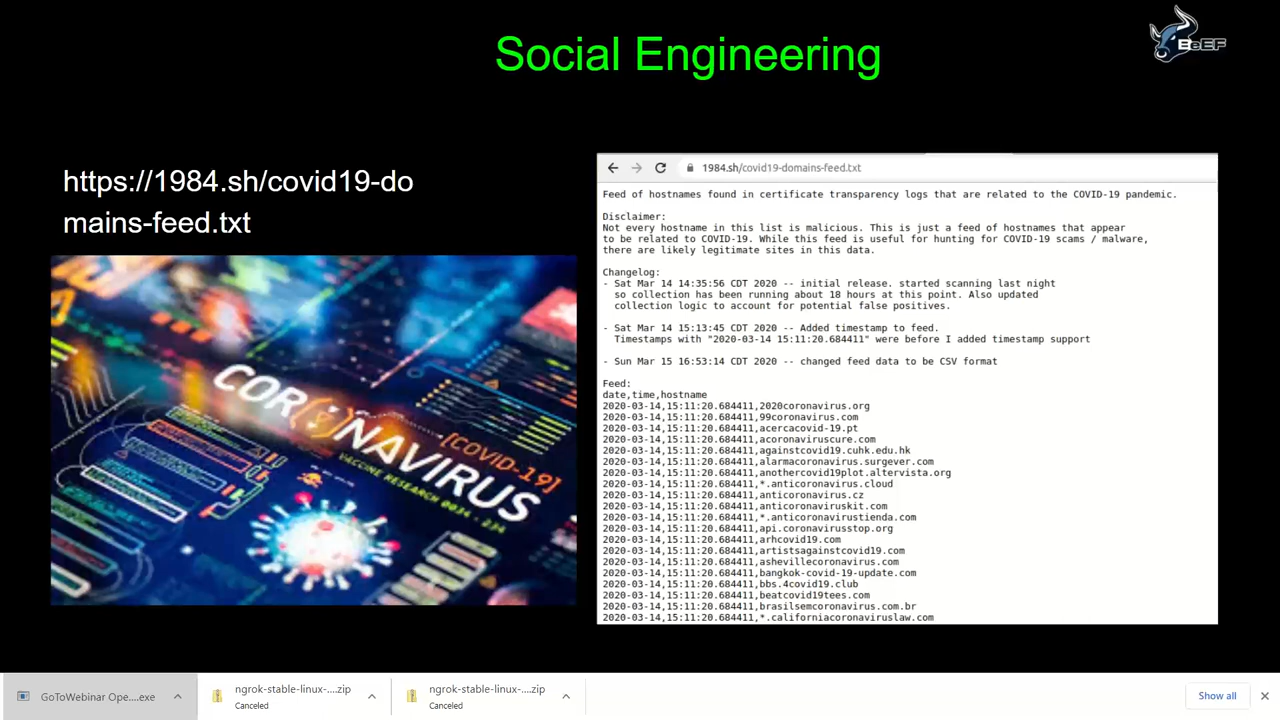 Social Engineering
BeEF
https://1984.sh/covid19-do
mains-feed.txt
CORONAVIRUS
[COVID-19]
VACCINE RESEARCH 0034 - 234
1984.sh/covid19-domains-feed.txt
Feed of hostnames found in certificate transparency logs that are related to the COVID-19 pandemic.
Disclaimer:
Not every hostname in this list is malicious. This is just a feed of hostnames that appear
to be related to COVID-19. While this feed is useful for hunting for COVID-19 scams / malware,
there are likely legitimate sites in this data.
Changelog:
- Sat Mar 14 14:35:56 CDT 2020 -- initial release. started scanning last night
so collection has been running about 18 hours at this point. Also updated
collection logic to account for potential false positives.
- Sat Mar 14 15:13:45 CDT 2020 -- Added timestamp to feed.
Timestamps with "2020-03-14 15:11:20.684411" were before I added timestamp support
- Sun Mar 15 16:53:14 CDT 2020 -- changed feed data to be CSV format
Feed:
date,time,hostname
2020-03-14,15:11:20.684411,2020coronavirus.org
2020-03-14,15:11:20.684411,99coronavirus.com
2020-03-14,15:11:20.684411,acercacovid-19.pt
2020-03-14,15:11:20.684411,acoronaviruscure.com
2020-03-14,15:11:20.684411,againstcovid19.cuhk.edu.hk
2020-03-14,15:11:20.684411,alarmacoronavirus.surgever.com
2020-03-14,15:11:20.684411,anothercovid19plot.altervista.org
2020-03-14,15:11:20.684411,*.anticoronavirus.cloud
2020-03-14,15:11:20.684411,anticoronavirus.cz
2020-03-14,15:11:20.684411,anticoronaviruskit.com
2020-03-14,15:11:20.684411,*.anticoronavirustienda.com
2020-03-14,15:11:20.684411,api.coronavirusstop.org
2020-03-14,15:11:20.684411,arhcovid19.com
2020-03-14,15:11:20.684411,artistsagainstcovid19.com
2020-03-14,15:11:20.684411,ashevillecoronavirus.com
2020-03-14,15:11:20.684411,bangkok-covid-19-update.com
2020-03-14,15:11:20.684411,bbs.4covid19.club
2020-03-14,15:11:20.684411,beatcovid19tees.com
2020-03-14,15:11:20.684411,brasilsemcoronavirus.com.br
2020-03-14,15:11:20.684411,*.californiacoronaviruslaw.com
GoToWebinar Ope....exe
ngrok-stable-linux-....zip
Canceled
ngrok-stable-linux-....zip
Canceled
Show all